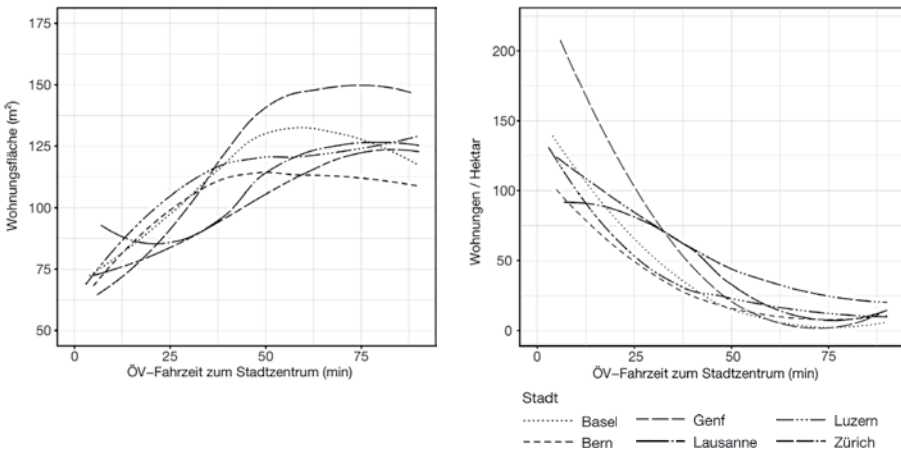 Wohnungsfläche (m²)
175
150
125
100
75
50
0 25 50 75
ÖV-Fahrzeit zum Stadtzentrum (min)
Wohnungen / Hektar
200
150
100
50
0
0 25 50 75
ÖV-Fahrzeit zum Stadtzentrum (min)
Stadt
Basel Genf Luzern
Bern Lausanne Zürich